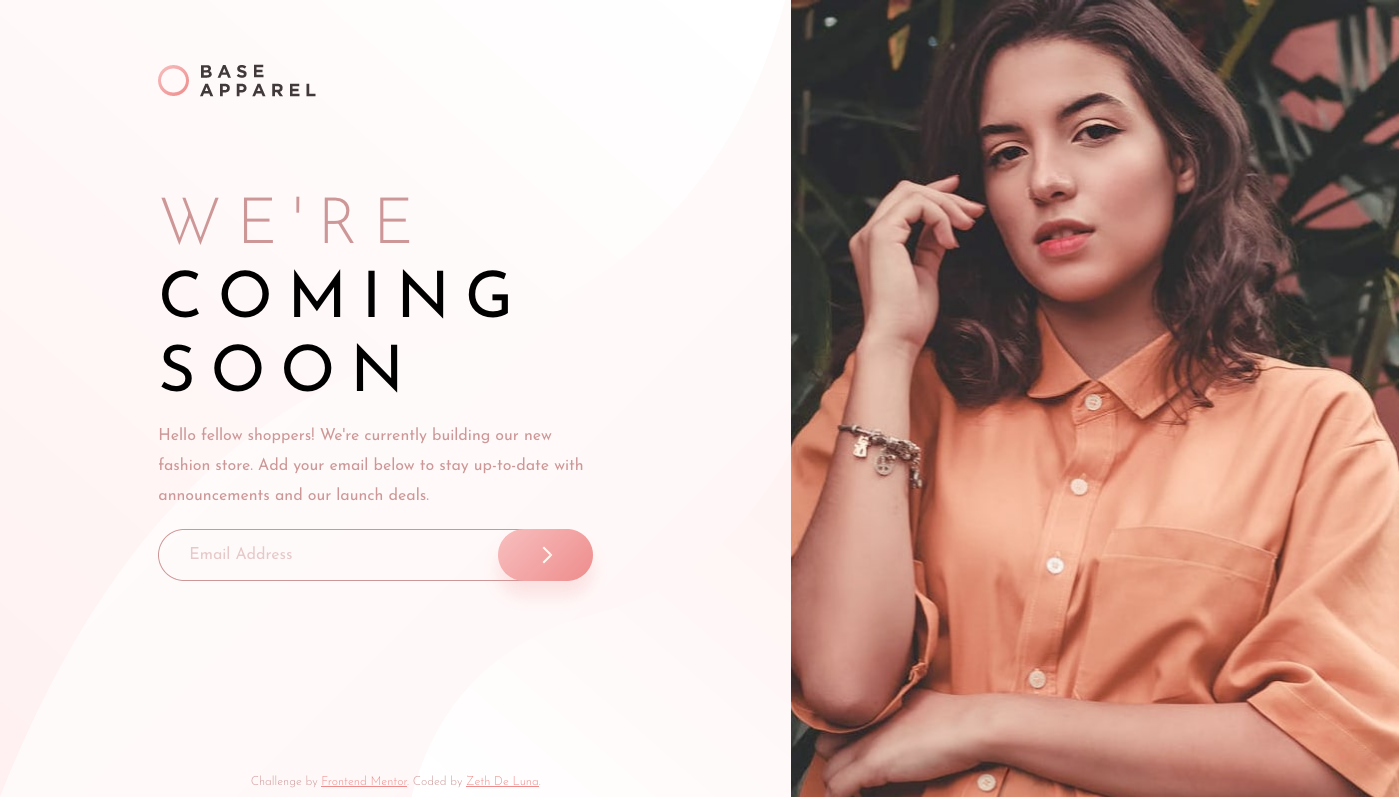 BASE
APPAREL
WE'RE
COMING
SOON
Hello fellow shoppers! We're currently building our new
fashion store. Add your email below to stay up-to-date with
announcements and our launch deals.
Email Address
Challenge by Frontend Mentor. Coded by Zeth De Luna.